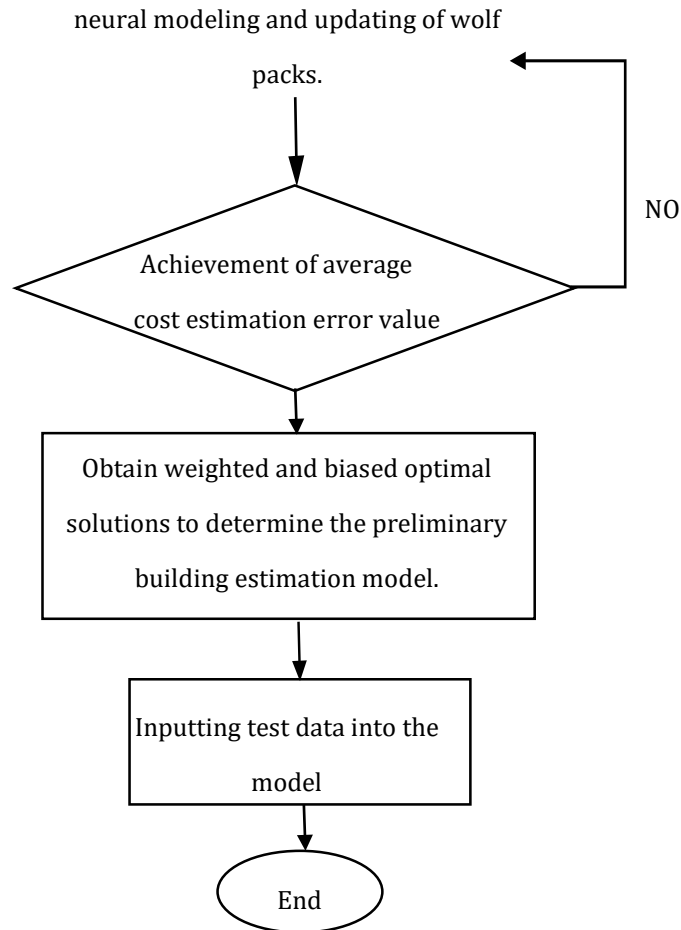 neural modeling and updating of wolf
packs.
NO
Achievement of average
cost estimation error value
Obtain weighted and biased optimal
solutions to determine the preliminary
building estimation model.
Inputting test data into the
model
End